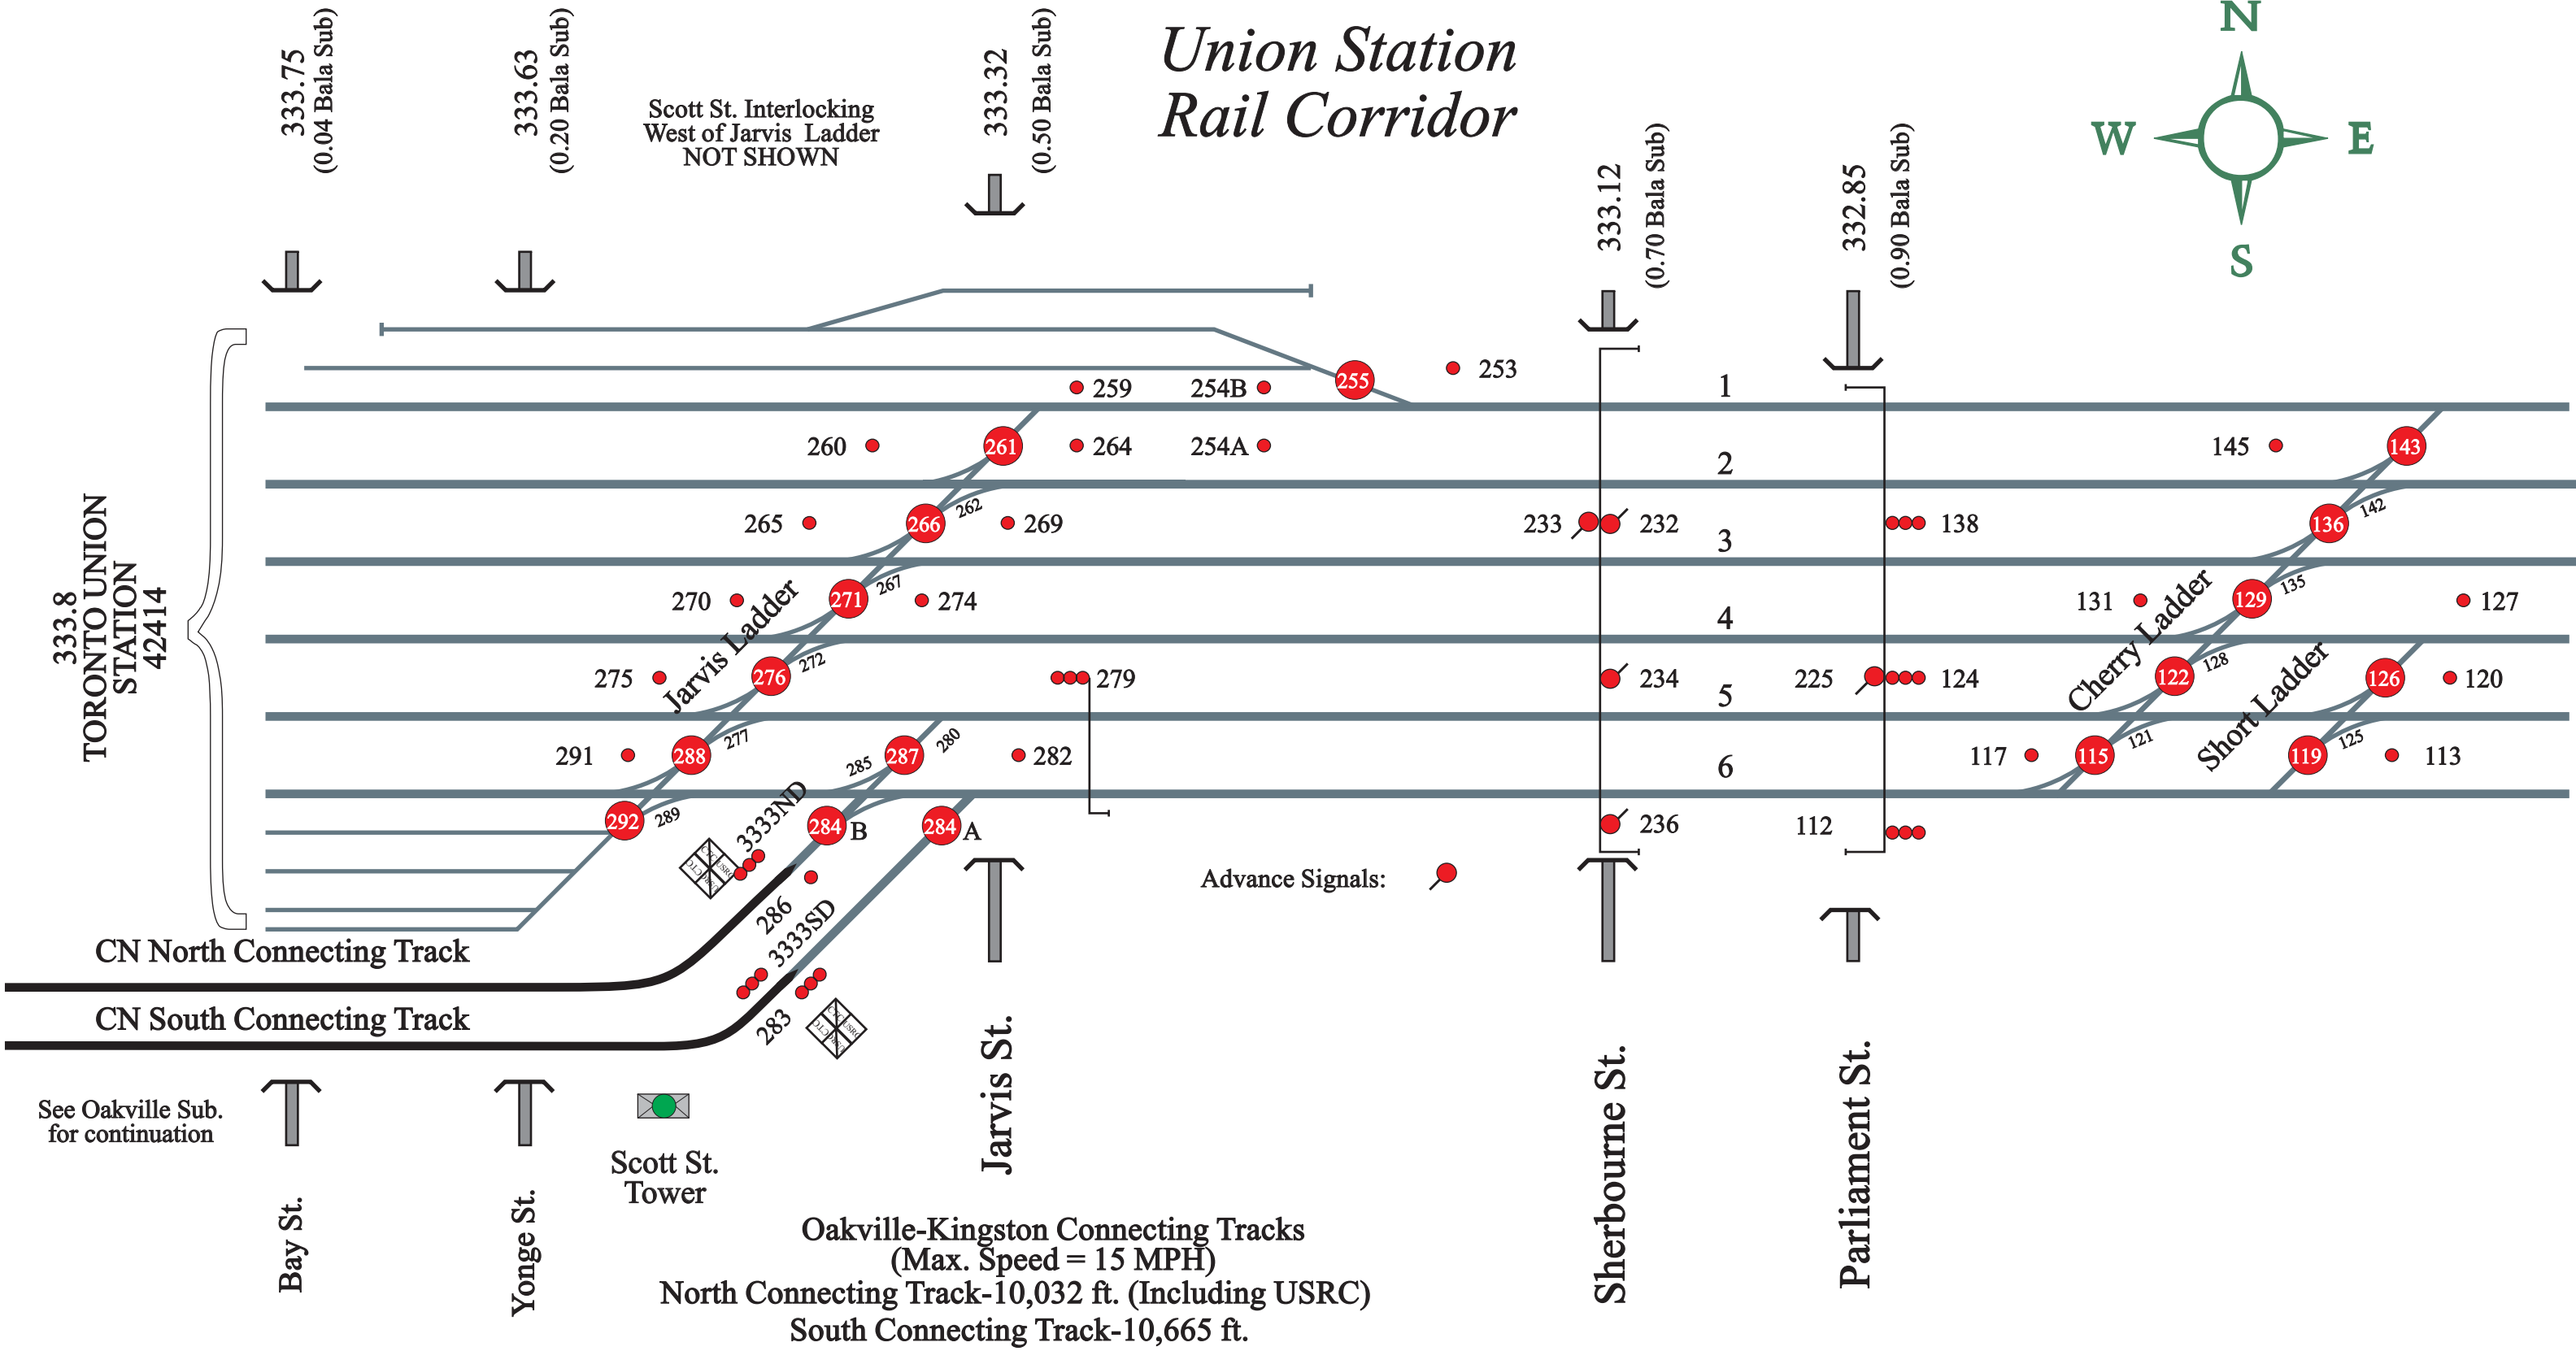 Union Station
Rail Corridor
333.75
(0.04 Bala Sub)
333.63
(0.20 Bala Sub)
Scott St. Interlocking
West of Jarvis Ladder
NOT SHOWN
333.32
(0.50 Bala Sub)
333.12
(0.70 Bala Sub)
332.85
(0.90 Bala Sub)
N
W
E
S
253
255
259
254B
1
260
261
264
254A
2
145
143
262
142
265
266
269
233
232
3
138
136
267
135
270
271
274
4
131
129
127
Jarvis Ladder
Cherry Ladder
272
128
275
276
279
234
5
225
124
122
126
120
Short Ladder
277
280
121
125
291
288
285
287
282
6
117
115
119
113
289
292
3333ND
284
B
284
A
236
112
CTC
USRC
USRC
CTC
286
3333SD
283
CTC
USRC
USRC
CTC
Advance Signals:
333.8
TORONTO UNION
STATION
42414
CN North Connecting Track
CN South Connecting Track
See Oakville Sub.
for continuation
Scott St.
Tower
Bay St.
Yonge St.
Jarvis St.
Sherbourne St.
Parliament St.
Oakville-Kingston Connecting Tracks
(Max. Speed = 15 MPH)
North Connecting Track-10,032 ft. (Including USRC)
South Connecting Track-10,665 ft.